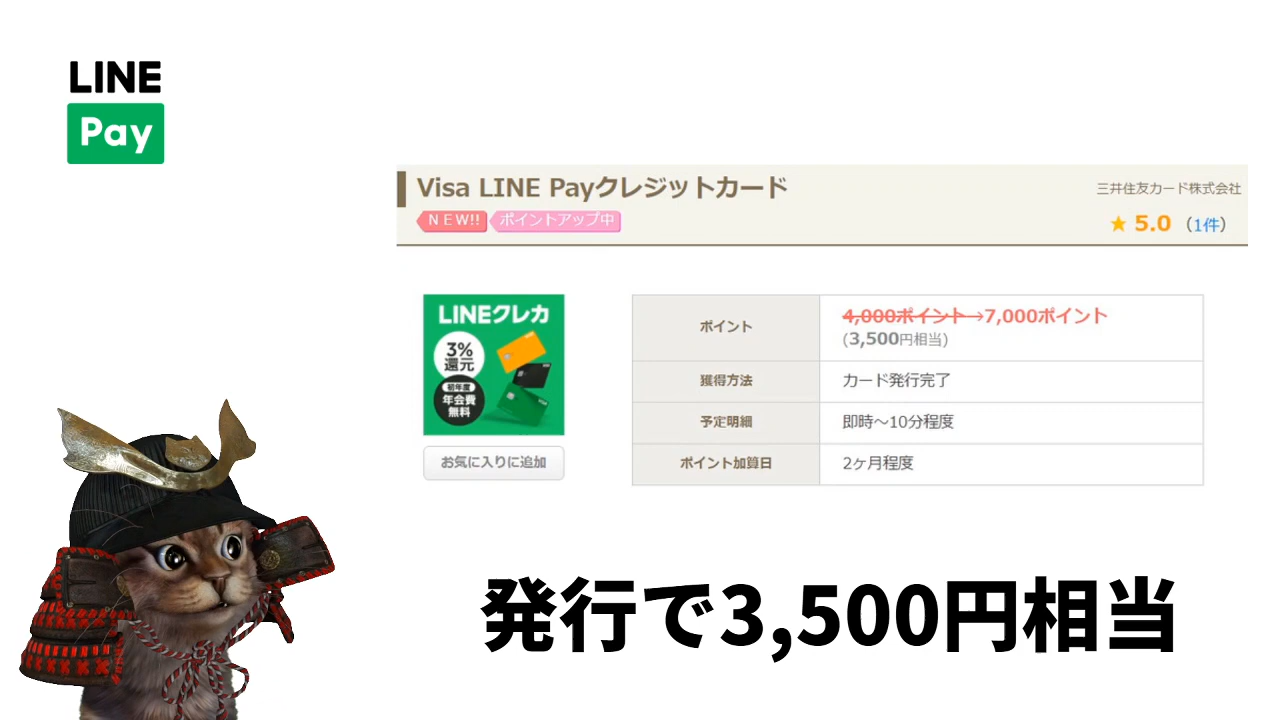 LINE
Pay
Visa LINE Payクレジットカード
三井住友カード株式会社
NEW!!
ポイントアップ中
★ 5.0 (1件)
LINEクレカ
3%
還元
初年度
年会費
無料
お気に入りに追加
ポイント
4,000ポイント→7,000ポイント
(3,500円相当)
獲得方法
カード発行完了
予定明細
即時～10分程度
ポイント加算日
2ヶ月程度
発行で3,500円相当